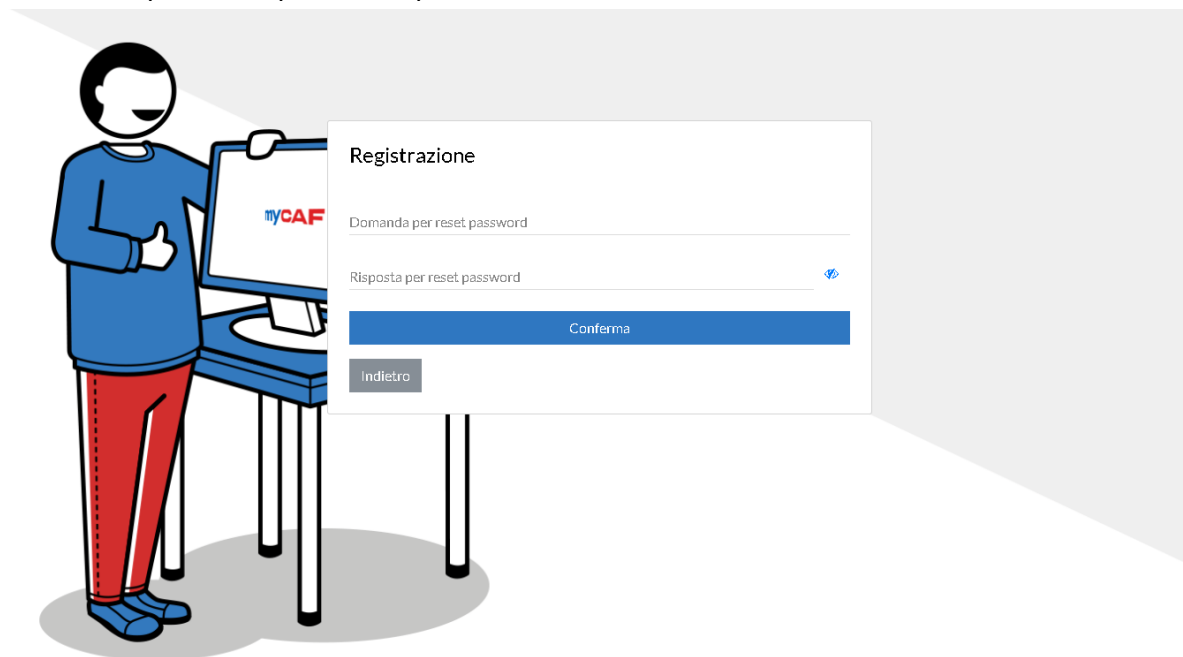 Registrazione
myCAF
Domanda per reset password
Risposta per reset password
Conferma
Indietro